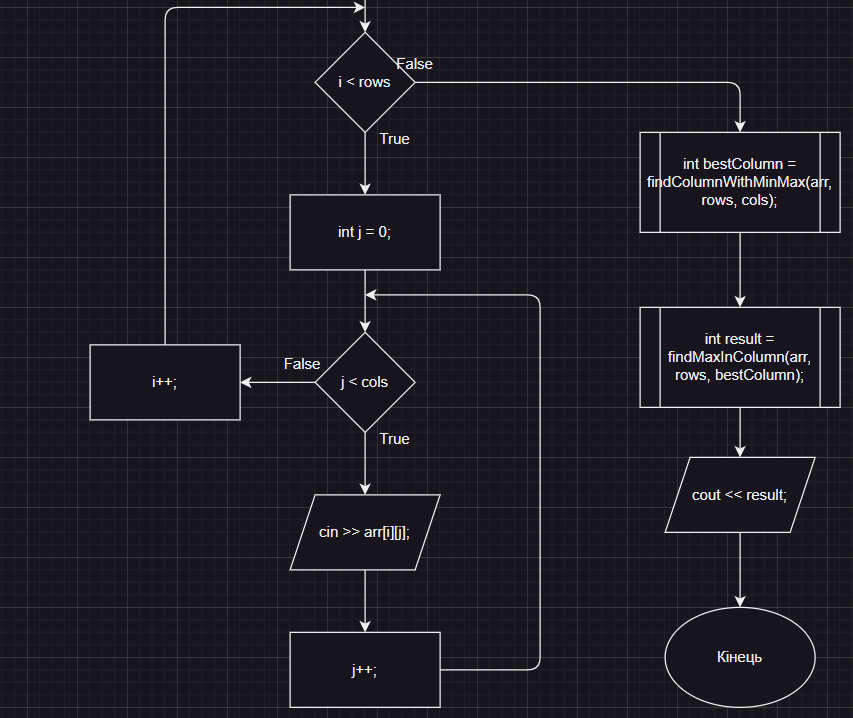 i < rows
False
True
int j = 0;
j < cols
False
i++;
True
cin >> arr[i][j];
j++;
int bestColumn =
findColumnWithMinMax(arr,
rows, cols);
int result =
findMaxInColumn(arr,
rows, bestColumn);
cout << result;
Кінець